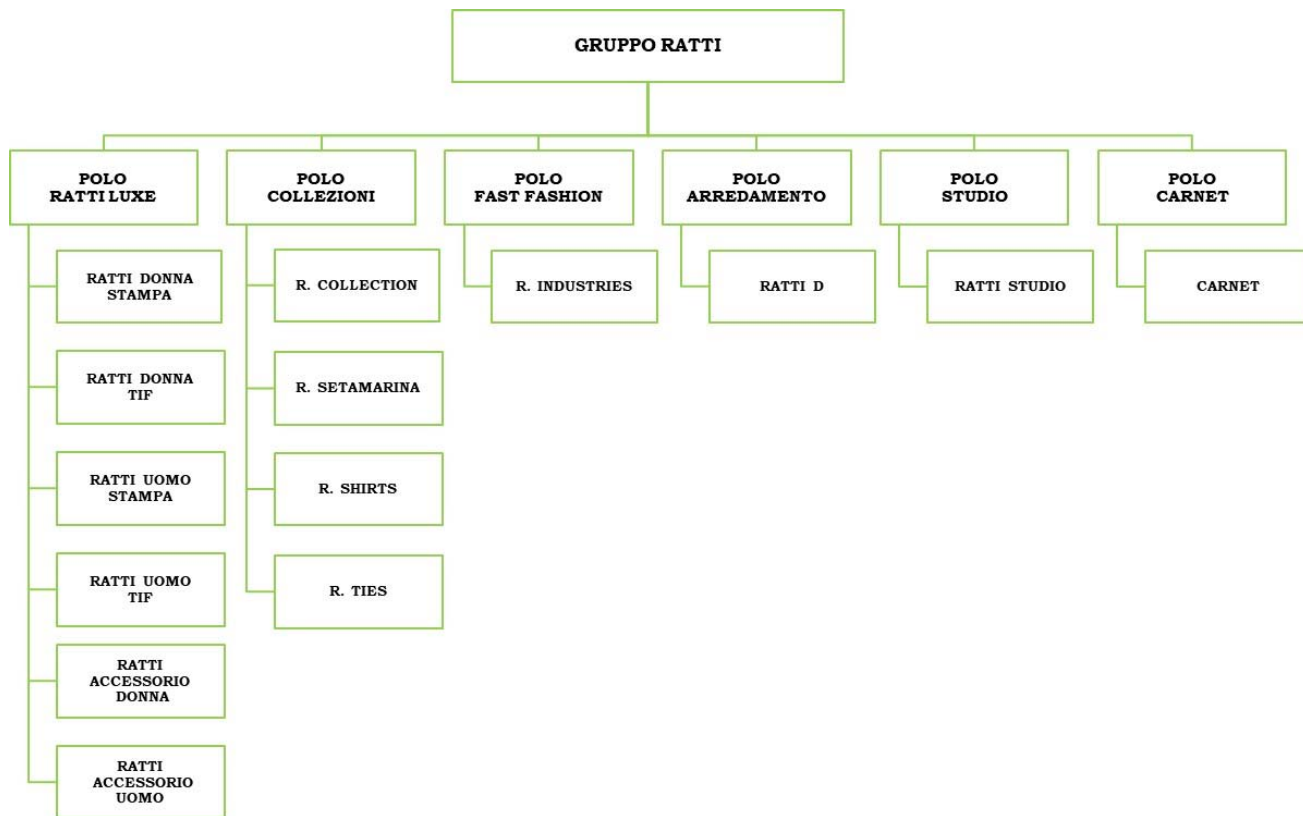 GRUPPO RATTI
POLO
RATTI LUXE
POLO
COLLEZIONI
POLO
FAST FASHION
POLO
ARREDAMENTO
POLO
STUDIO
POLO
CARNET
RATTI DONNA
STAMPA
RATTI DONNA
TIF
RATTI UOMO
STAMPA
RATTI UOMO
TIF
RATTI
ACCESSORIO
DONNA
RATTI
ACCESSORIO
UOMO
R. COLLECTION
R. SETAMARINA
R. SHIRTS
R. TIES
R. INDUSTRIES
RATTI D
RATTI STUDIO
CARNET